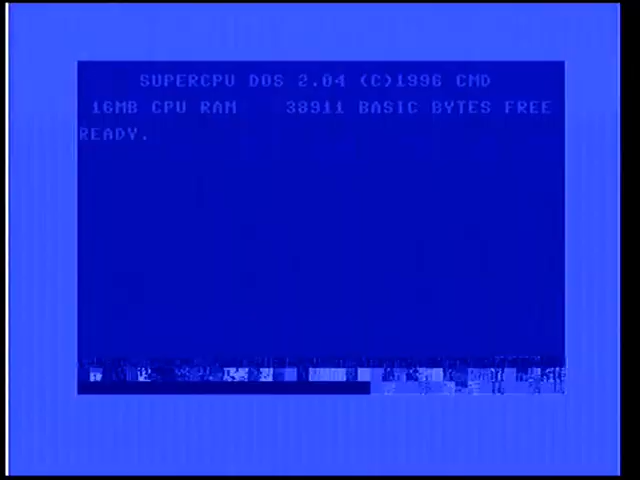 SUPERCPU DOS 2.04 (C)1996 CMD
16MB CPU RAM 38911 BASIC BYTES FREE
READY.